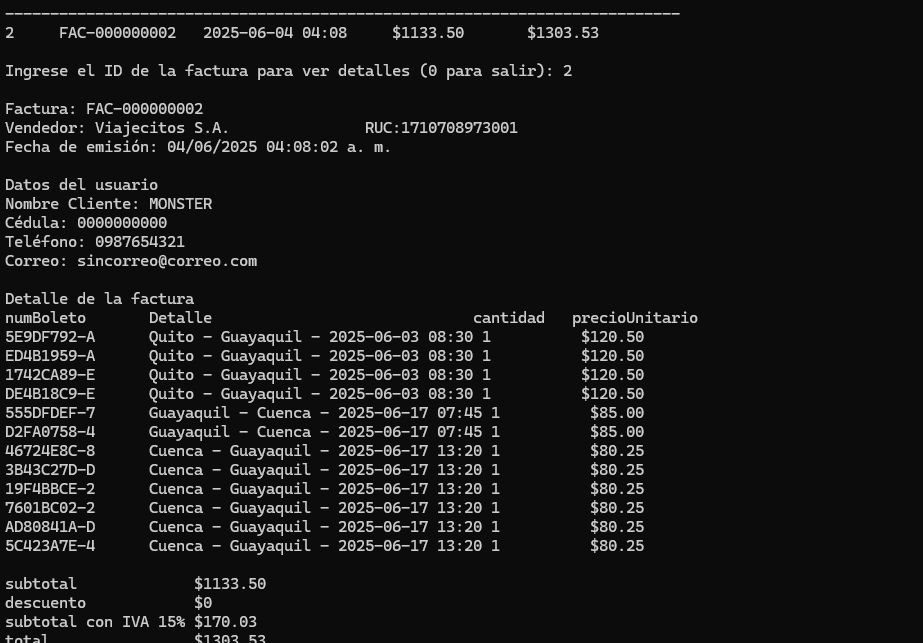 ---------------------------------------------------------------------------
2     FAC-000000002   2025-06-04 04:08     $1133.50       $1303.53
Ingrese el ID de la factura para ver detalles (0 para salir): 2
Factura: FAC-000000002
Vendedor: Viajecitos S.A.               RUC:1710708973001
Fecha de emisión: 04/06/2025 04:08:02 a. m.
Datos del usuario
Nombre Cliente: MONSTER
Cédula: 0000000000
Teléfono: 0987654321
Correo: sincorreo@correo.com
Detalle de la factura
numBoleto       Detalle                             cantidad   precioUnitario
5E9DF792-A      Quito - Guayaquil - 2025-06-03 08:30 1          $120.50
ED4B1959-A      Quito - Guayaquil - 2025-06-03 08:30 1          $120.50
1742CA89-E      Quito - Guayaquil - 2025-06-03 08:30 1          $120.50
DE4B18C9-E      Quito - Guayaquil - 2025-06-03 08:30 1          $120.50
555DFDEF-7      Guayaquil - Cuenca - 2025-06-17 07:45 1          $85.00
D2FA0758-4      Guayaquil - Cuenca - 2025-06-17 07:45 1          $85.00
46724E8C-8      Cuenca - Guayaquil - 2025-06-17 13:20 1          $80.25
3B43C27D-D      Cuenca - Guayaquil - 2025-06-17 13:20 1          $80.25
19F4BBCE-2      Cuenca - Guayaquil - 2025-06-17 13:20 1          $80.25
7601BC02-2      Cuenca - Guayaquil - 2025-06-17 13:20 1          $80.25
AD80841A-D      Cuenca - Guayaquil - 2025-06-17 13:20 1          $80.25
5C423A7E-4      Cuenca - Guayaquil - 2025-06-17 13:20 1          $80.25
subtotal             $1133.50
descuento            $0
subtotal con IVA 15% $170.03
total                $1303.53